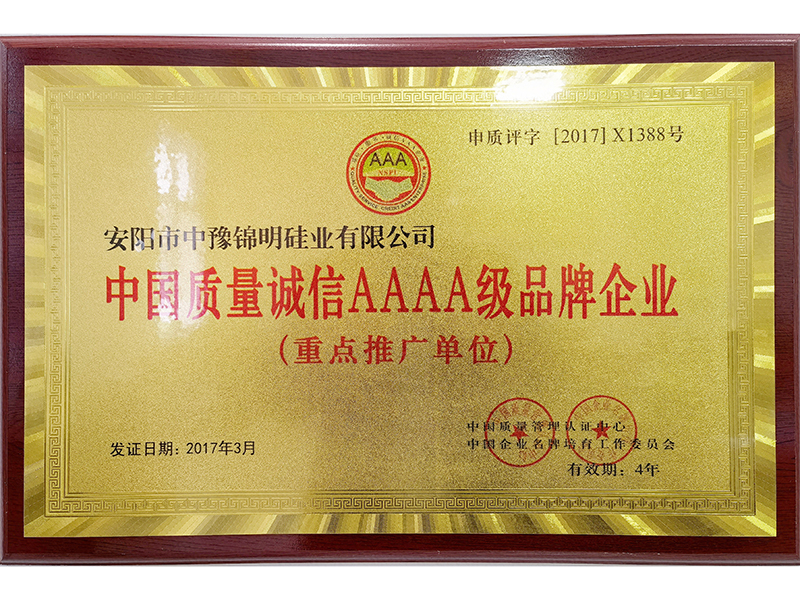 申质评字 [2017] X1388号
AAA
NSPU
安阳市中豫锦明硅业有限公司
中国质量诚信AAAA级品牌企业
(重点推广单位)
中国质量管理认证中心
发证日期: 2017年3月
中国企业名牌培育工作委员会
有效期: 4年